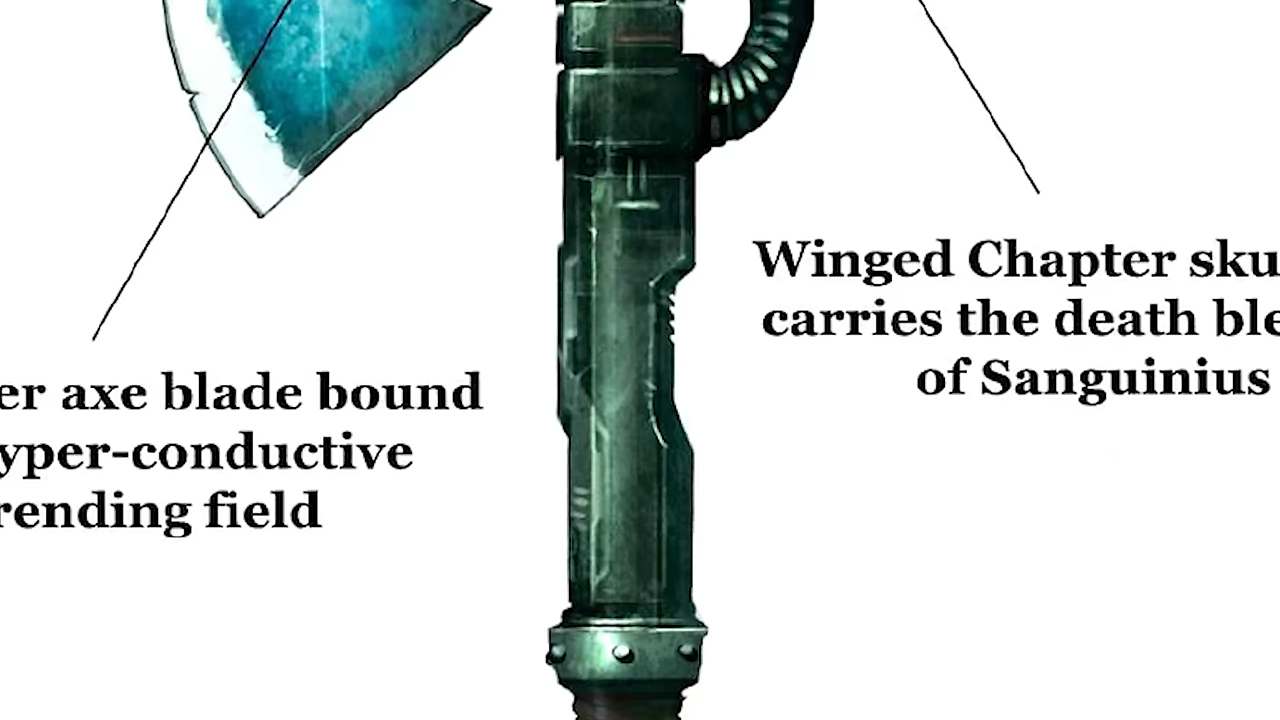 er axe blade bound
yper-conductive
rending field
Winged Chapter sku
carries the death ble
of Sanguinius